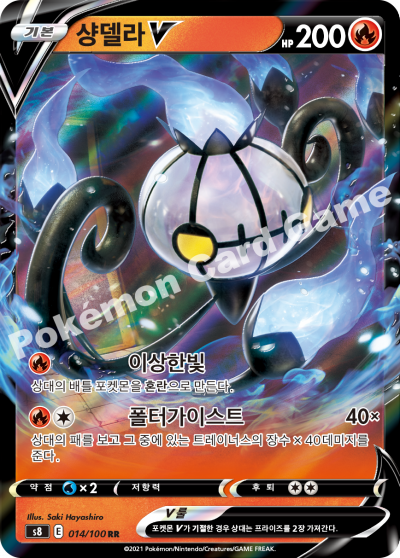 기본 샹델라V HP200
Pokémon Card Game
이상한빛
상대의 배틀 포켓몬을 혼란으로 만든다.
폴터가이스트 40×
상대의 패를 보고 그 중에 있는 트레이너스의 장수 × 40데미지를
준다.
약점 ×2 저항력 후퇴
Illus. Saki Hayashiro
V 룰
s8 E 014/100 RR
포켓몬 V가 기절한 경우 상대는 프라이즈를 2장 가져간다.
©2021 Pokémon/Nintendo/Creatures/GAME FREAK.